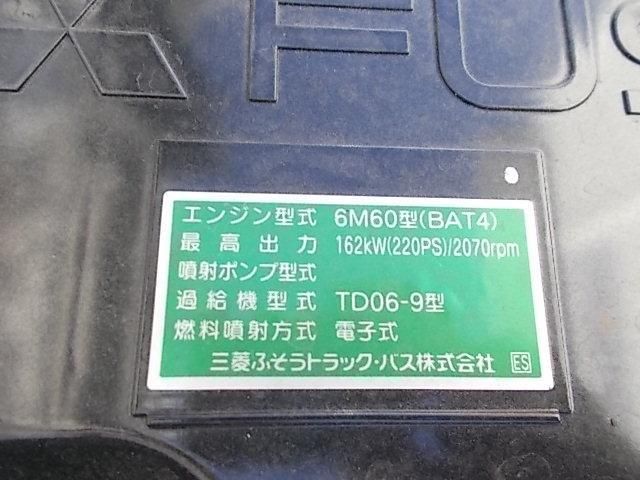 FUS
エンジン型式 6M60型(BAT4)
最高出力 162kW(220PS)/2070rpm
噴射ポンプ型式
過給機型式 TD06-9型
燃料噴射方式 電子式
三菱ふそうトラック・バス株式会社 ES